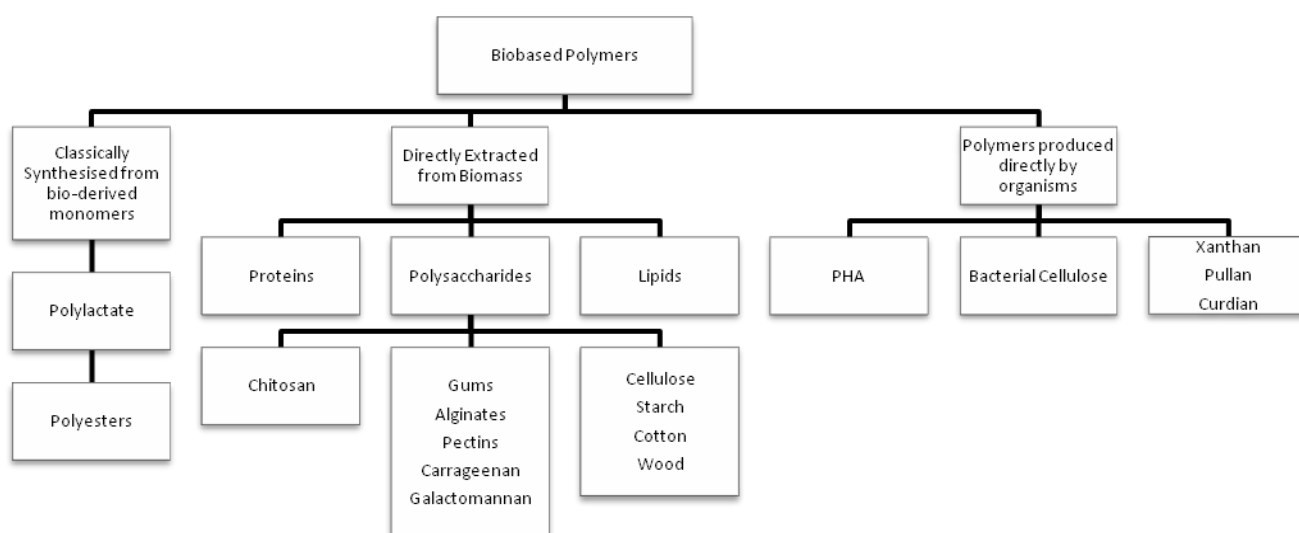 Biobased Polymers
Classically
Synthesised from
bio-derived
monomers
Directly Extracted
from Biomass
Polymers produced
directly by
organisms
Proteins
Polysaccharides
Lipids
PHA
Bacterial Cellulose
Xanthan
Pullan
Curdian
Polylactate
Chitosan
Gums
Alginates
Pectins
Carrageenan
Galactomannan
Cellulose
Starch
Cotton
Wood
Polyesters